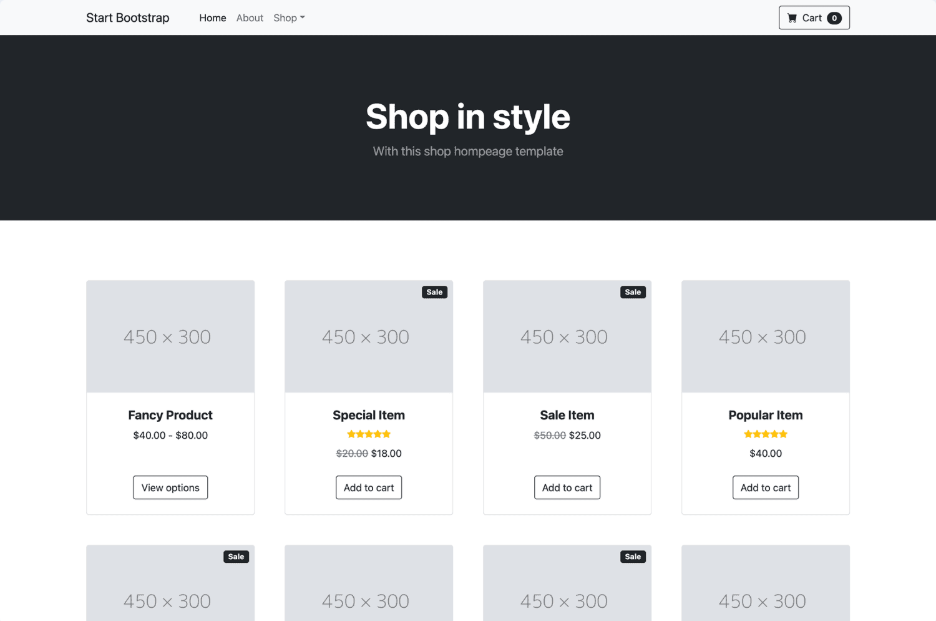 Start Bootstrap Home About Shop Cart 0
Shop in style
With this shop hompeage template
450 × 300
Sale
450 × 300
Sale
450 × 300
450 × 300
Fancy Product
$40.00 - $80.00
View options
Special Item
$20.00 $18.00
Add to cart
Sale Item
$50.00 $25.00
Add to cart
Popular Item
$40.00
Add to cart
Sale
450 × 300
450 × 300
Sale
450 × 300
450 × 300